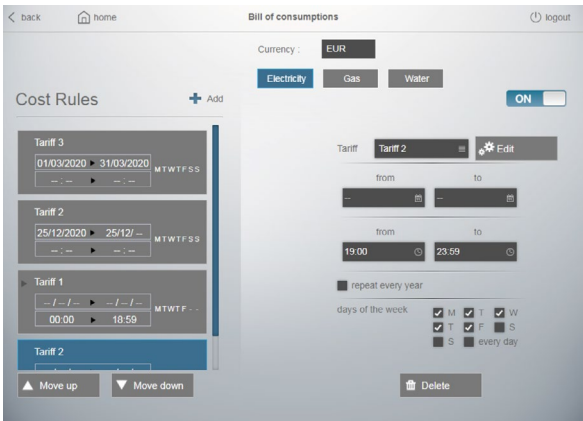 back
home
Bill of consumptions
logout
Currency :
EUR
Electricity
Gas
Water
Cost Rules
Add
ON
Tariff 3
01/03/2020 ▶ 31/03/2020
-- : -- ▶ -- : --
MTWTFSS
Tariff 2
25/12/2020 ▶ 25/12/ --
-- : -- ▶ -- : --
MTWTFSS
Tariff 1
-- / -- / -- ▶ -- / -- / --
00:00 ▶ 18:59
MTWTF - -
Tariff 2
Move up
Move down
Tariff
Tariff 2
Edit
from
to
--
--
from
to
19:00
23:59
repeat every year
days of the week
M T W
T F S
S every day
Delete